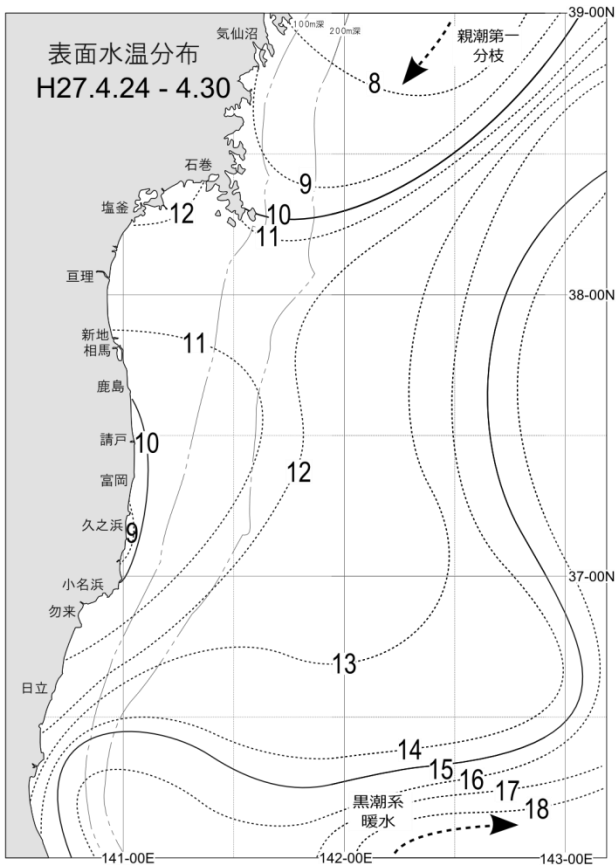 39-00N
気仙沼
100m深
200m深
親潮第一
分枝
表面水温分布
H27.4.24 - 4.30
8
石巻
9
塩釜
12
10
11
亘理
38-00N
新地
相馬
11
鹿島
請戸
10
富岡
12
久之浜
9
小名浜
37-00N
勿来
13
日立
14
15
16
17
18
黒潮系
暖水
141-00E
142-00E
143-00E